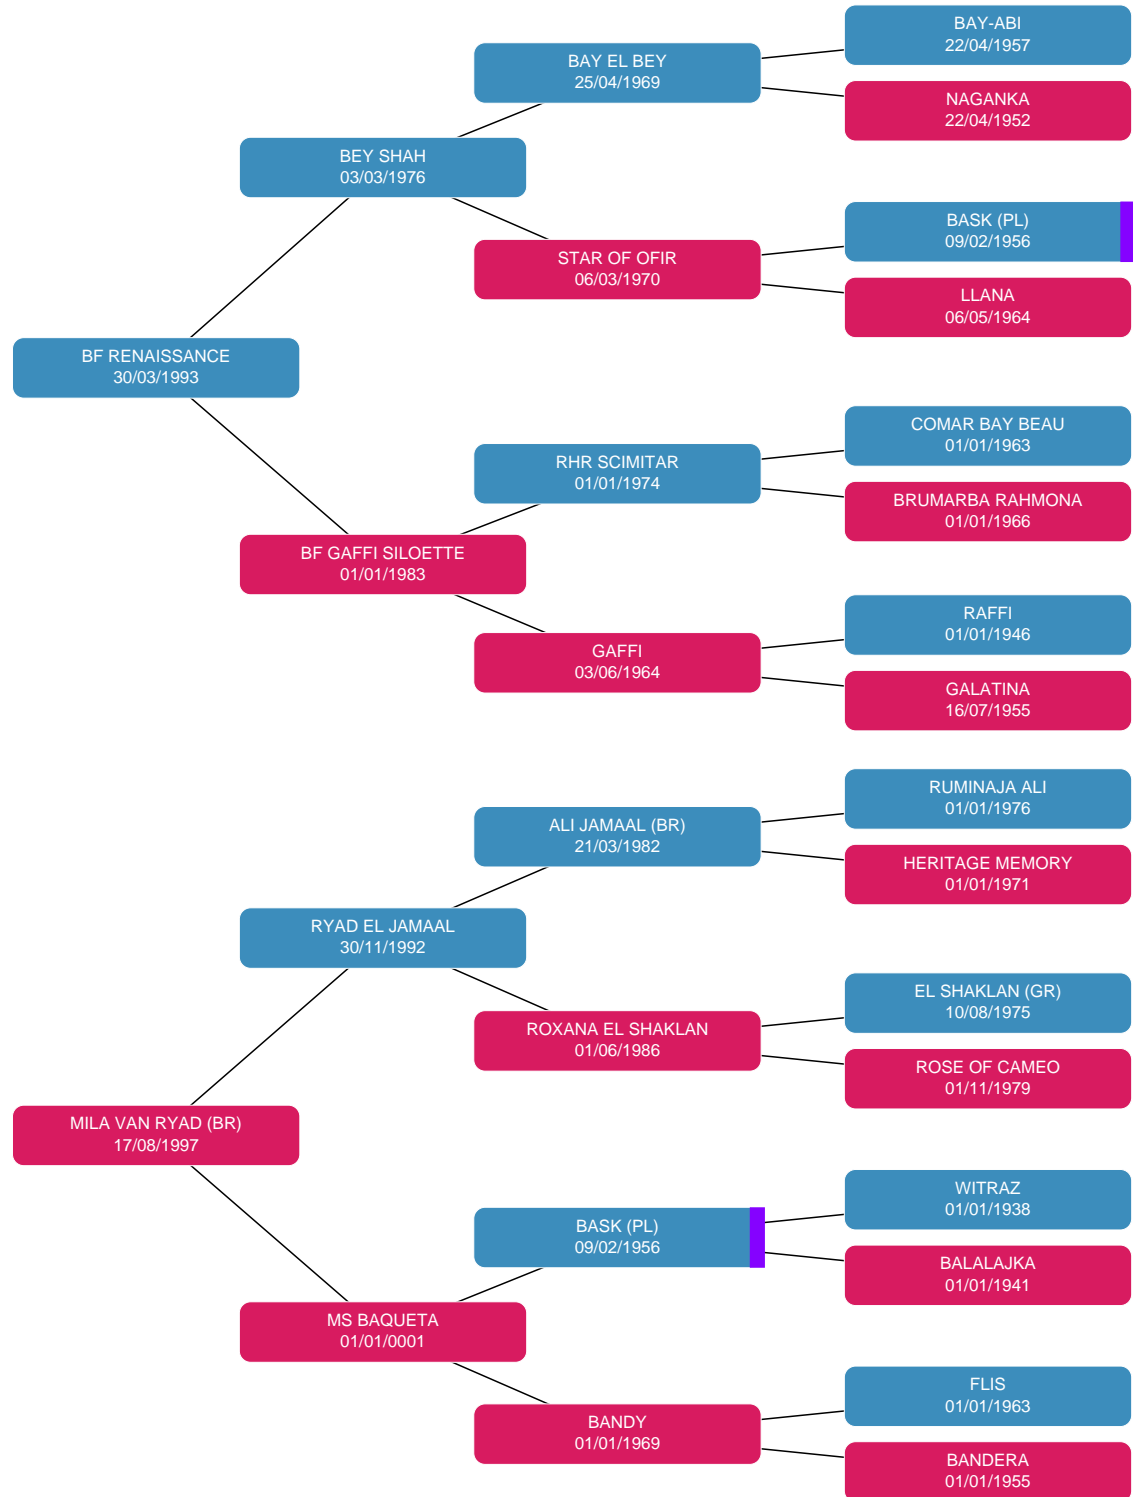 BAY-ABI
22/04/1957
BAY EL BEY
25/04/1969
NAGANKA
22/04/1952
BEY SHAH
03/03/1976
BASK (PL)
09/02/1956
STAR OF OFIR
06/03/1970
LLANA
06/05/1964
BF RENAISSANCE
30/03/1993
COMAR BAY BEAU
01/01/1963
RHR SCIMITAR
01/01/1974
BRUMARBA RAHMONA
01/01/1966
BF GAFFI SILOETTE
01/01/1983
RAFFI
01/01/1946
GAFFI
03/06/1964
GALATINA
16/07/1955
RUMINAJA ALI
01/01/1976
ALI JAMAAL (BR)
21/03/1982
HERITAGE MEMORY
01/01/1971
RYAD EL JAMAAL
30/11/1992
EL SHAKLAN (GR)
10/08/1975
ROXANA EL SHAKLAN
01/06/1986
ROSE OF CAMEO
01/11/1979
MILA VAN RYAD (BR)
17/08/1997
WITRAZ
01/01/1938
BASK (PL)
09/02/1956
BALALAJKA
01/01/1941
MS BAQUETA
01/01/0001
FLIS
01/01/1963
BANDY
01/01/1969
BANDERA
01/01/1955